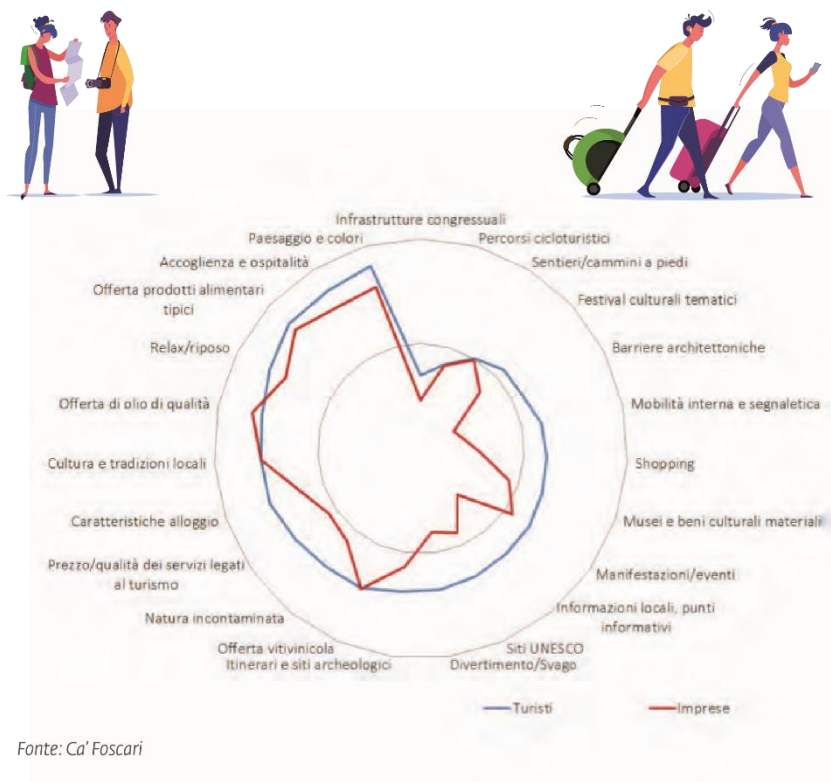 Infrastrutture congressuali
Paesaggio e colori
Percorsi cicloturistici
Accoglienza e ospitalità
Sentieri/cammini a piedi
Offerta prodotti alimentari
tipici
Festival culturali tematici
Relax/riposo
Barriere architettoniche
Offerta di olio di qualità
Mobilità interna e segnaletica
Cultura e tradizioni locali
Shopping
Caratteristiche alloggio
Musei e beni culturali materiali
Prezzo/qualità dei servizi legati
al turismo
Manifestazioni/eventi
Natura incontaminata
Informazioni locali, punti
informativi
Offerta vitivinicola
Siti UNESCO
Itinerari e siti archeologici
Divertimento/Svago
Turisti
Imprese
Fonte: Ca' Foscari